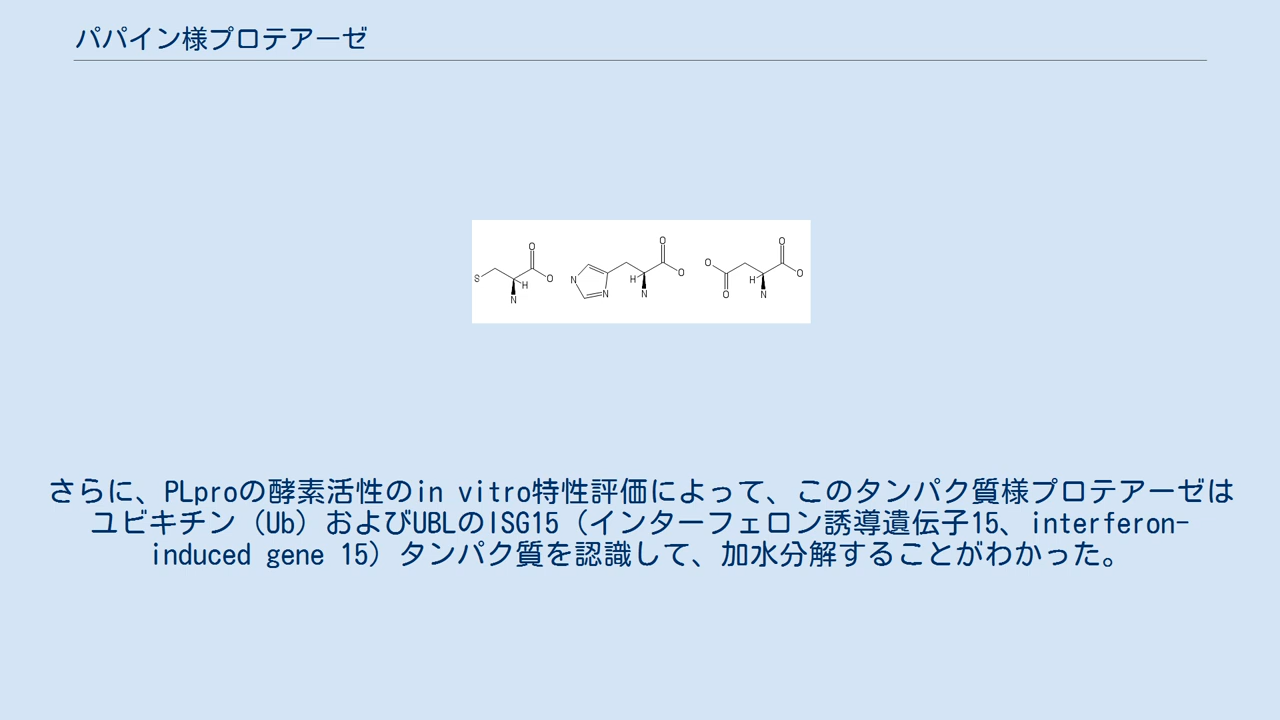 パパイン様プロテアーゼ
S O O H N
N N H O O N
O O H O O N
さらに、PLproの酵素活性のin vitro特性評価によって、このタンパク質様プロテアーゼは
ユビキチン（Ub）およびUBLのISG15（インターフェロン誘導遺伝子15、interferon-
induced gene 15）タンパク質を認識して、加水分解することがわかった。